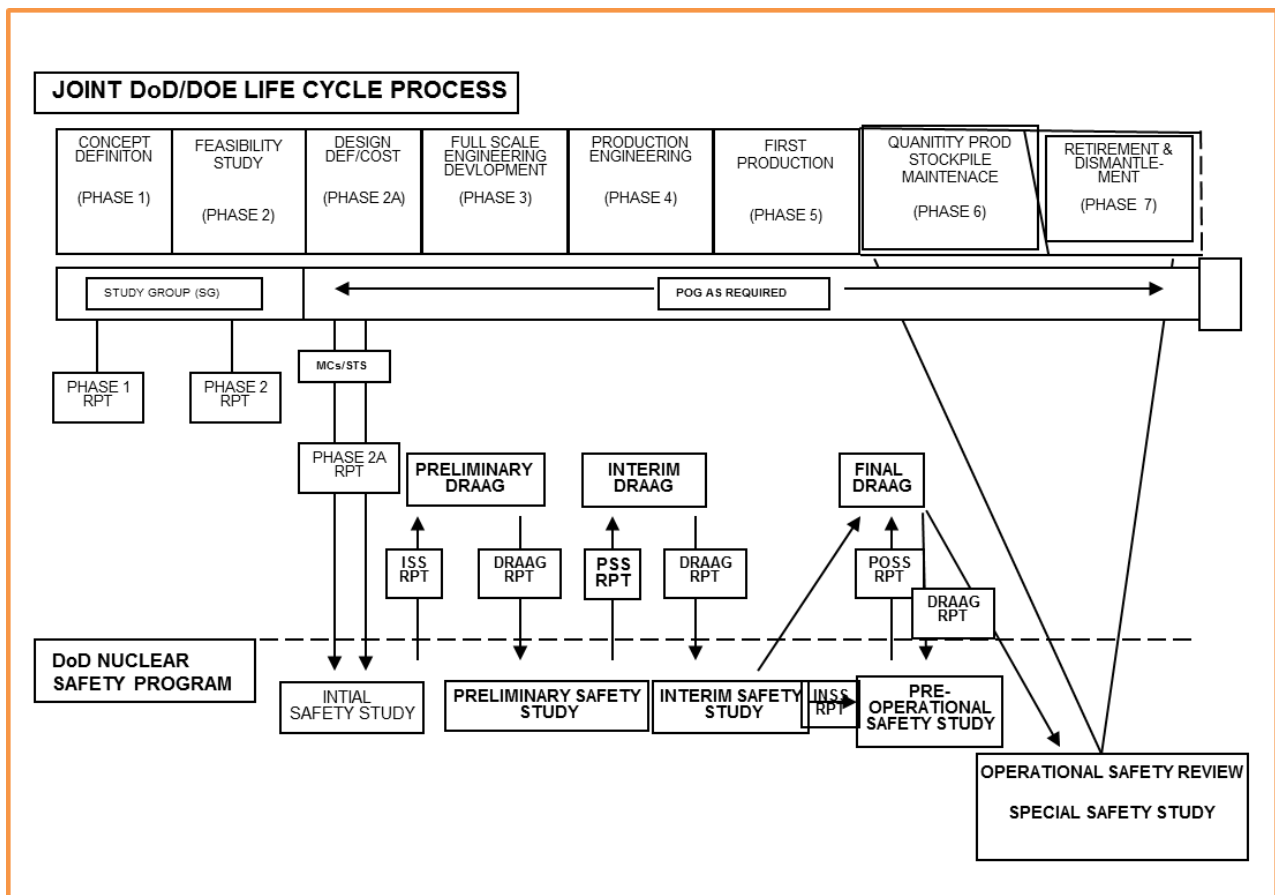 JOINT DoD/DOE LIFE CYCLE PROCESS
CONCEPT
DEFINITON
(PHASE 1)
FEASIBILITY
STUDY
(PHASE 2)
DESIGN
DEF/COST
(PHASE 2A)
FULL SCALE
ENGINEERING
DEVLOPMENT
(PHASE 3)
PRODUCTION
ENGINEERING
(PHASE 4)
FIRST
PRODUCTION
(PHASE 5)
QUANITITY PROD
STOCKPILE
MAINTENACE
(PHASE 6)
RETIREMENT &
DISMANTLE-
MENT
(PHASE 7)
STUDY GROUP (SG)
POG AS REQUIRED
PHASE 1
RPT
PHASE 2
RPT
MCs/STS
PHASE 2A
RPT
PRELIMINARY
DRAAG
INTERIM
DRAAG
FINAL
DRAAG
ISS
RPT
DRAAG
RPT
PSS
RPT
DRAAG
RPT
POSS
RPT
DRAAG
RPT
DoD NUCLEAR
SAFETY PROGRAM
INTIAL
SAFETY STUDY
PRELIMINARY SAFETY
STUDY
INTERIM SAFETY
STUDY
INSS
RPT
PRE-
OPERATIONAL
SAFETY STUDY
OPERATIONAL SAFETY REVIEW
SPECIAL SAFETY STUDY